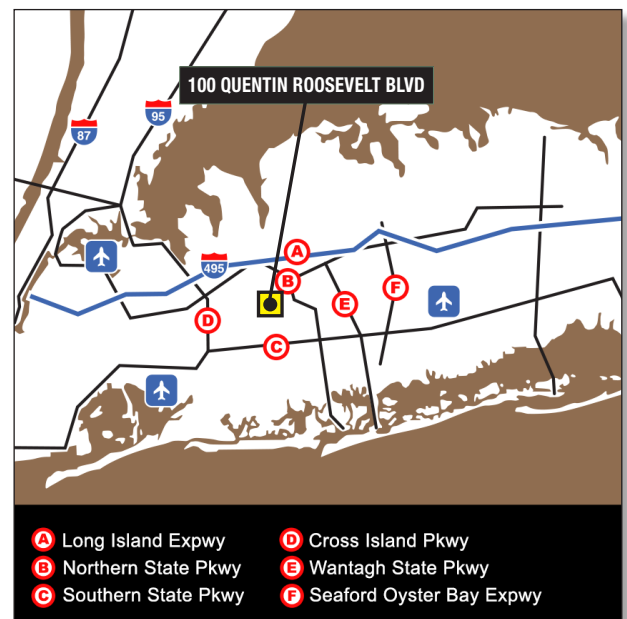 100 QUENTIN ROOSEVELT BLVD
95
87
A
495
B
F
E
D
C
A Long Island Expwy
B Northern State Pkwy
C Southern State Pkwy
D Cross Island Pkwy
E Wantagh State Pkwy
F Seaford Oyster Bay Expwy